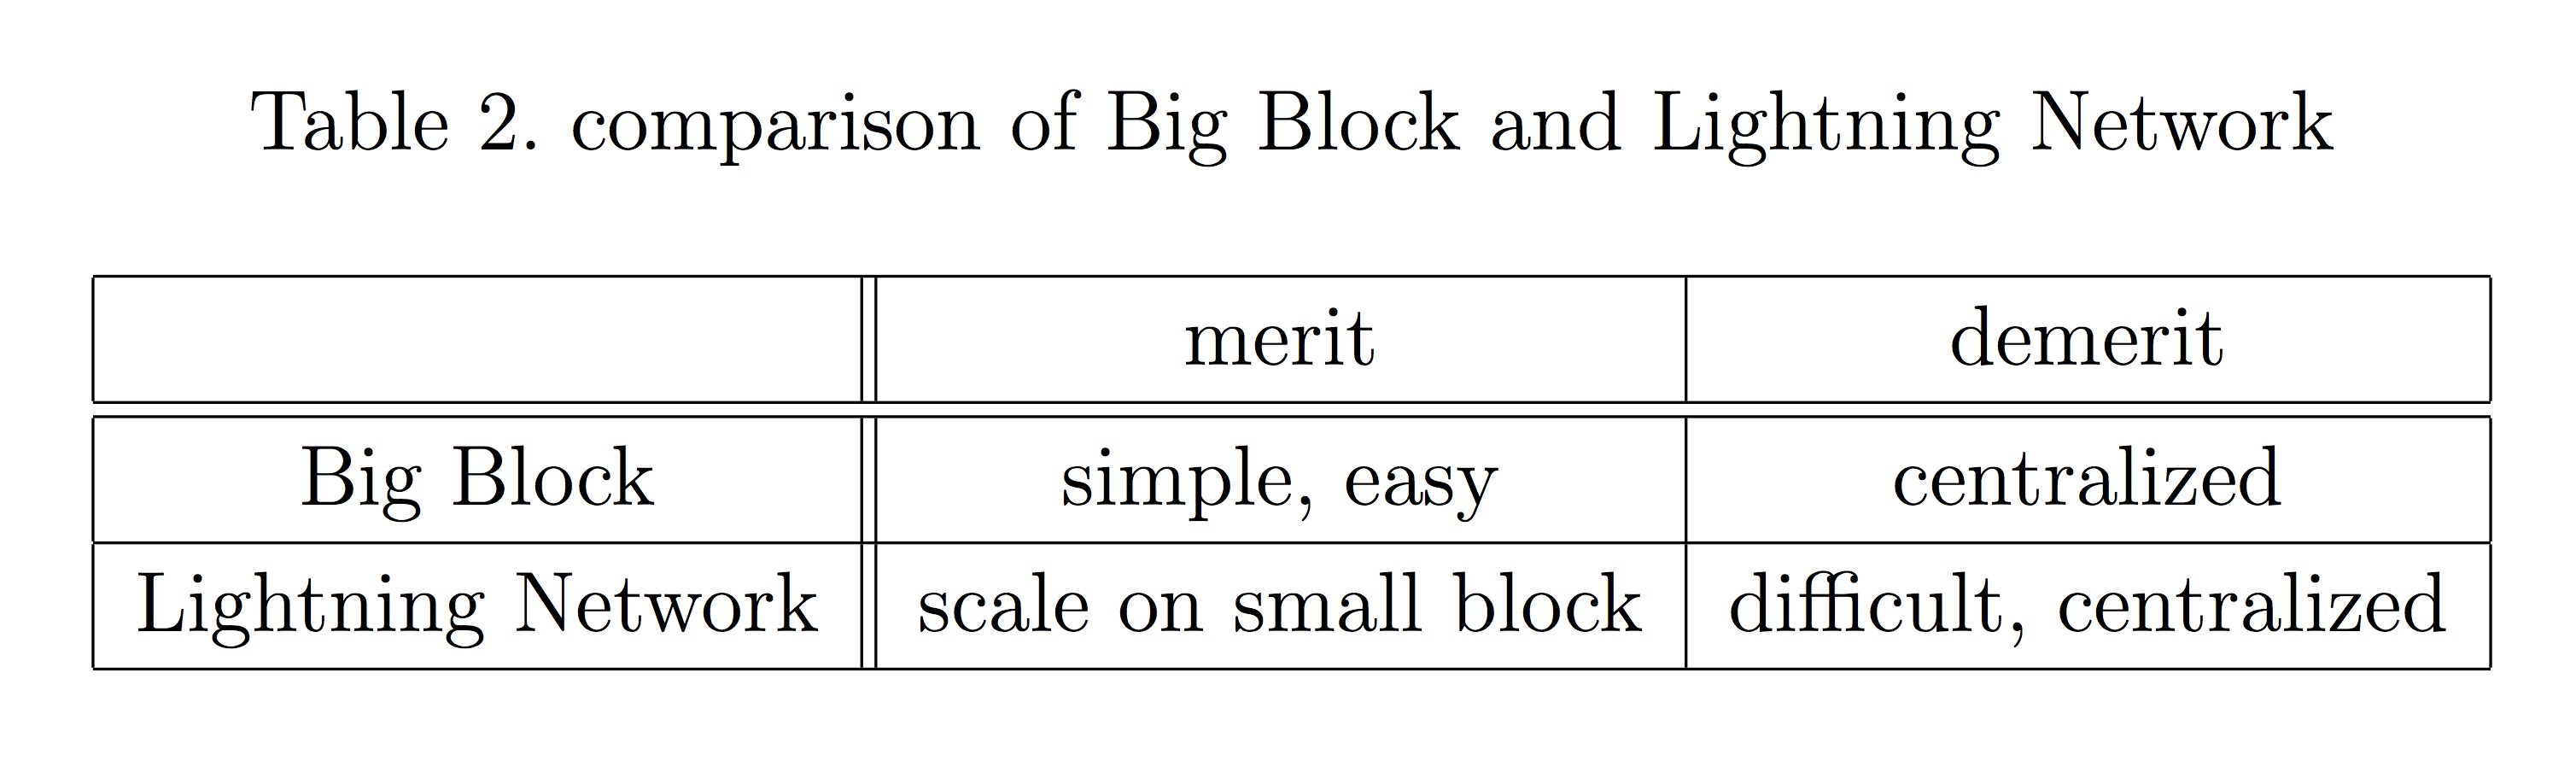 Table 2. comparison of Big Block and Lightning Network
merit demerit
Big Block simple, easy centralized
Lightning Network scale on small block difficult, centralized